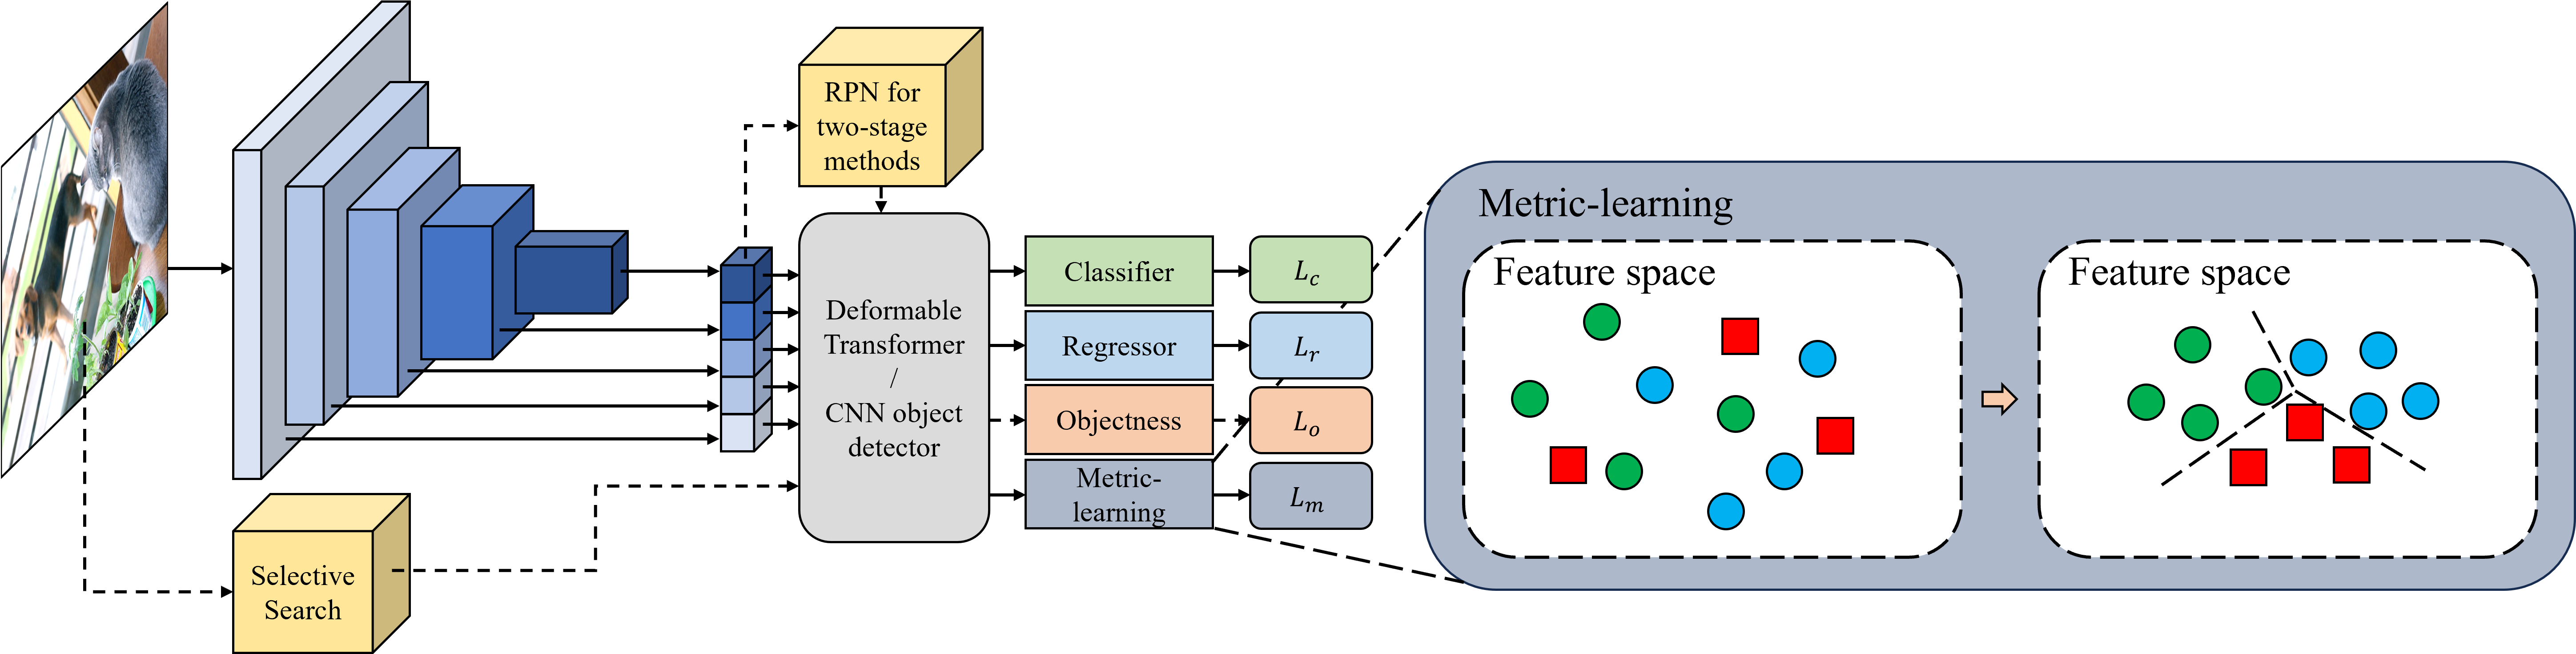 RPN for
two-stage
methods
Selective
Search
Deformable
Transformer
/
CNN object
detector
Classifier
Regressor
Objectness
Metric-
learning
L_c
L_r
L_o
L_m
Metric-learning
Feature space
Feature space